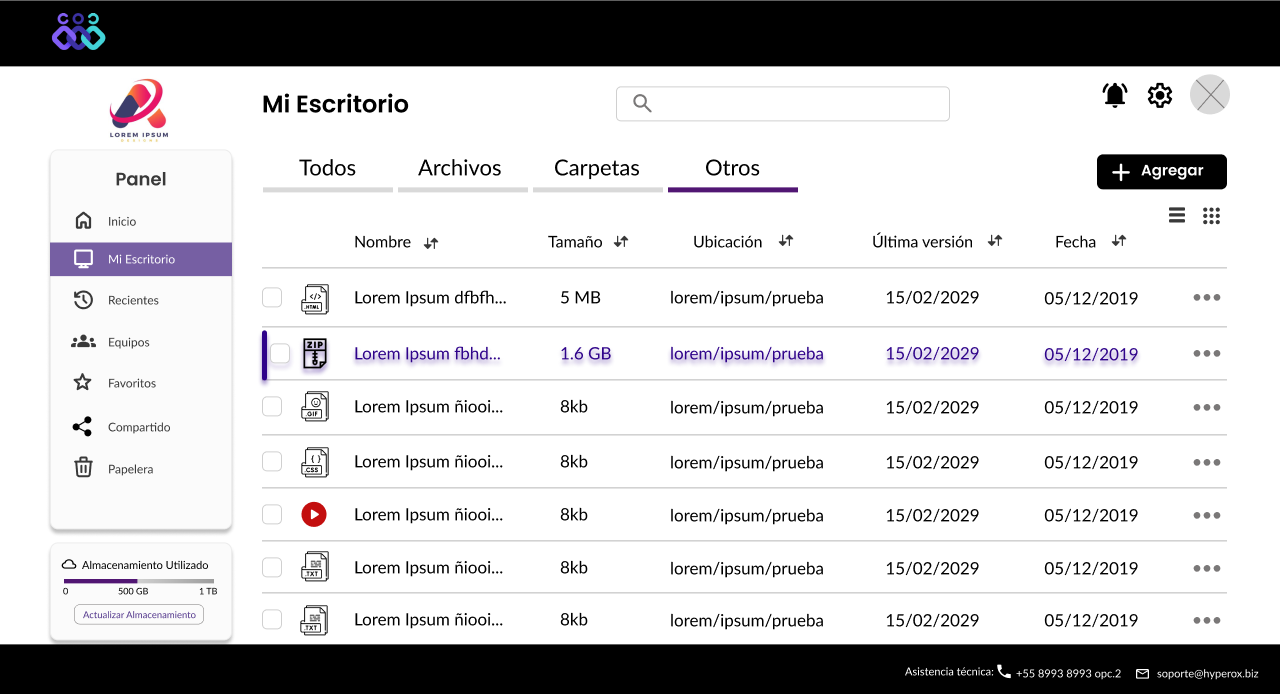 LOREM IPSUM
Mi Escritorio
Todos Archivos Carpetas Otros
Agregar
Panel
Inicio
Mi Escritorio
Recientes
Equipos
Favoritos
Compartido
Papelera
Almacenamiento Utilizado
0 500 GB 1 TB
Actualizar Almacenamiento
Nombre Tamaño Ubicación Última versión Fecha
</> .HTML Lorem Ipsum dfbfh... 5 MB lorem/ipsum/prueba 15/02/2029 05/12/2019
ZIP Lorem Ipsum fbhd... 1.6 GB lorem/ipsum/prueba 15/02/2029 05/12/2019
GIF Lorem Ipsum ñiooi... 8kb lorem/ipsum/prueba 15/02/2029 05/12/2019
{ } .CSS Lorem Ipsum ñiooi... 8kb lorem/ipsum/prueba 15/02/2029 05/12/2019
Lorem Ipsum ñiooi... 8kb lorem/ipsum/prueba 15/02/2029 05/12/2019
.TXT Lorem Ipsum ñiooi... 8kb lorem/ipsum/prueba 15/02/2029 05/12/2019
.TXT Lorem Ipsum ñiooi... 8kb lorem/ipsum/prueba 15/02/2029 05/12/2019
Asistencia técnica: +55 8993 8993 opc.2 soporte@hyperox.biz